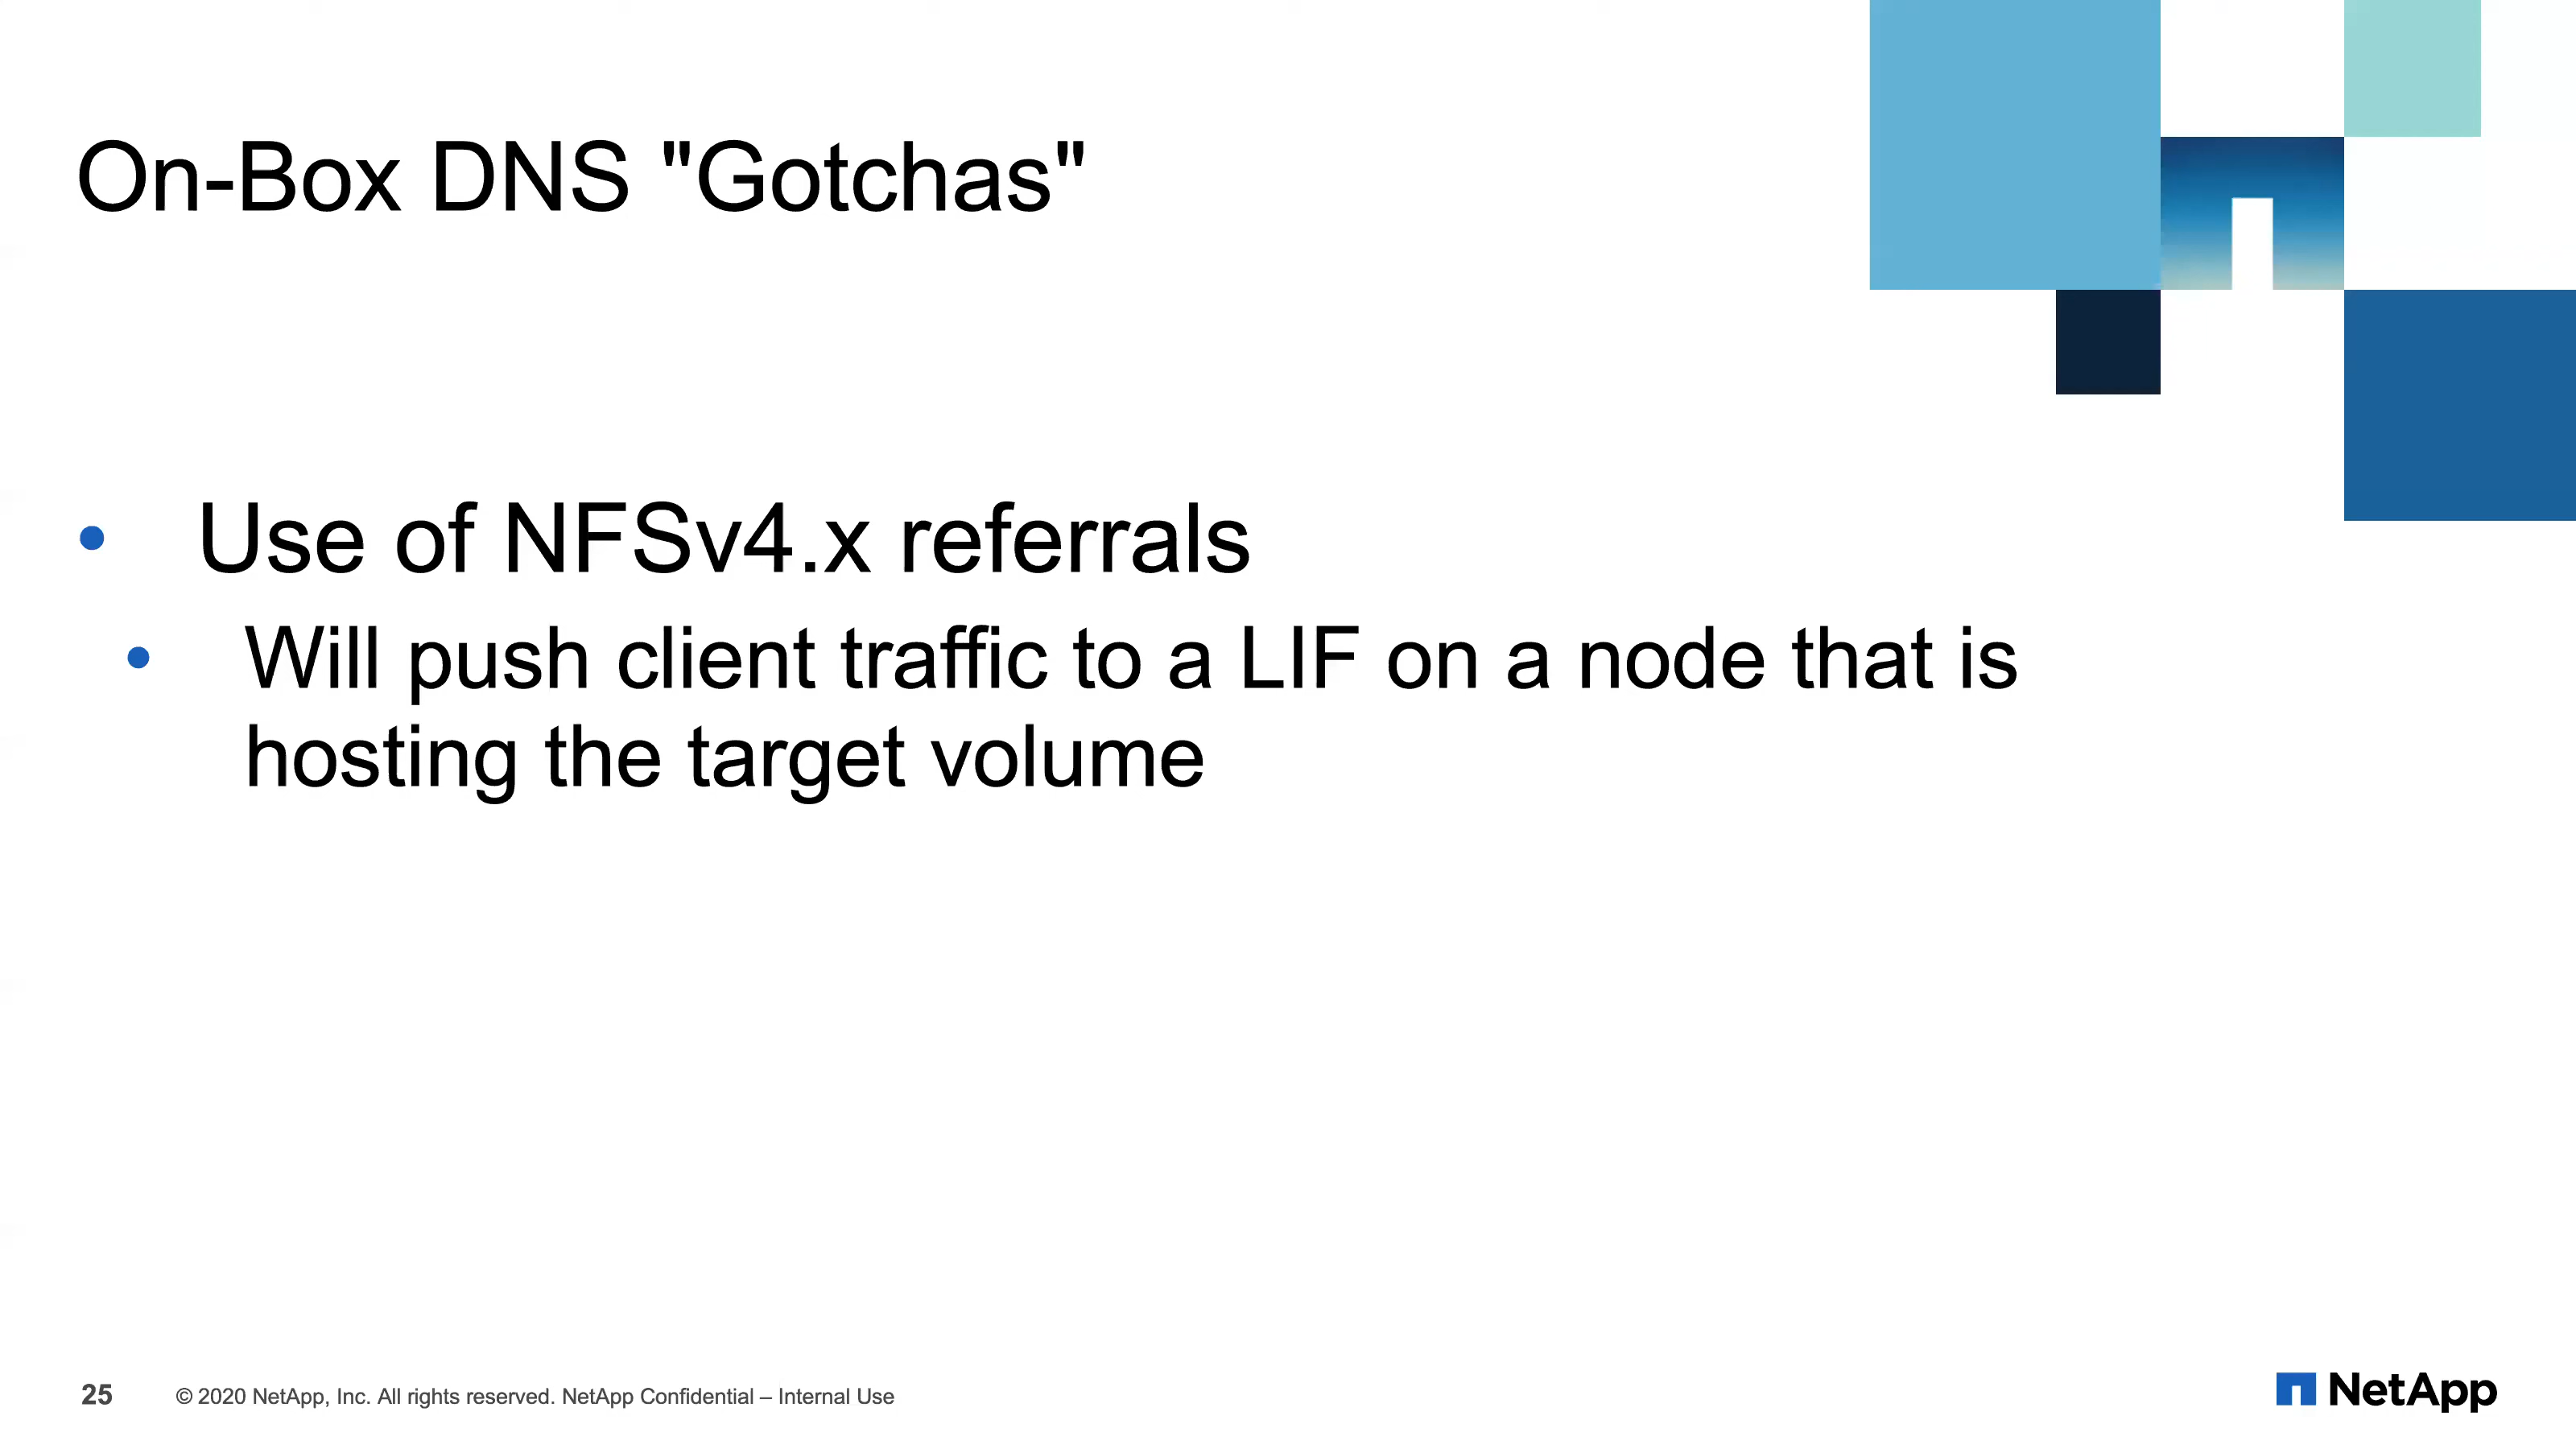 On-Box DNS "Gotchas"
• Use of NFSv4.x referrals
• Will push client traffic to a LIF on a node that is
hosting the target volume
25 © 2020 NetApp, Inc. All rights reserved. NetApp Confidential – Internal Use
NetApp